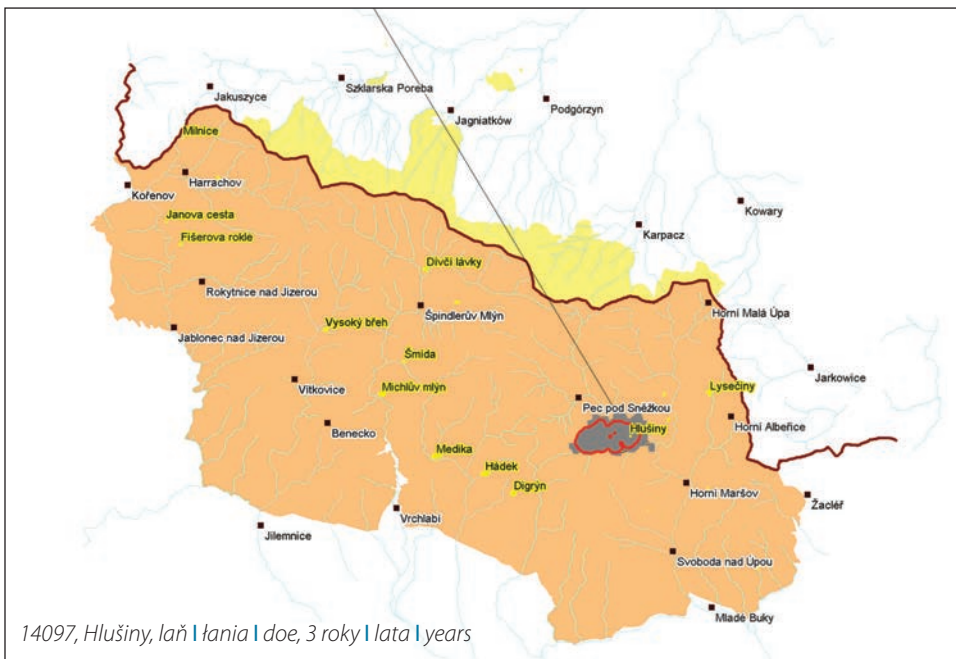 Szklarska Poreba
Jakuszyce
Podgórzyn
Jagniatków
Milnice
Harrachov
Kořenov
Kowary
Janova cesta
Karpacz
Fišerova rokle
Dívčí lávky
Rokytnice nad Jizerou
Horní Malá Úpa
Špindlerův Mlýn
Vysoký břeh
Jablonec nad Jizerou
Šmída
Jarkowice
Vítkovice
Michlův mlýn
Lysečiny
Pec pod Sněžkou
Horní Albeřice
Hlušiny
Benecko
Medika
Hádek
Horní Maršov
Digrýn
Žacléř
Vrchlabí
Jilemnice
Svoboda nad Úpou
Mladé Buky
14097, Hlušiny, laň | łania | doe, 3 roky | lata | years